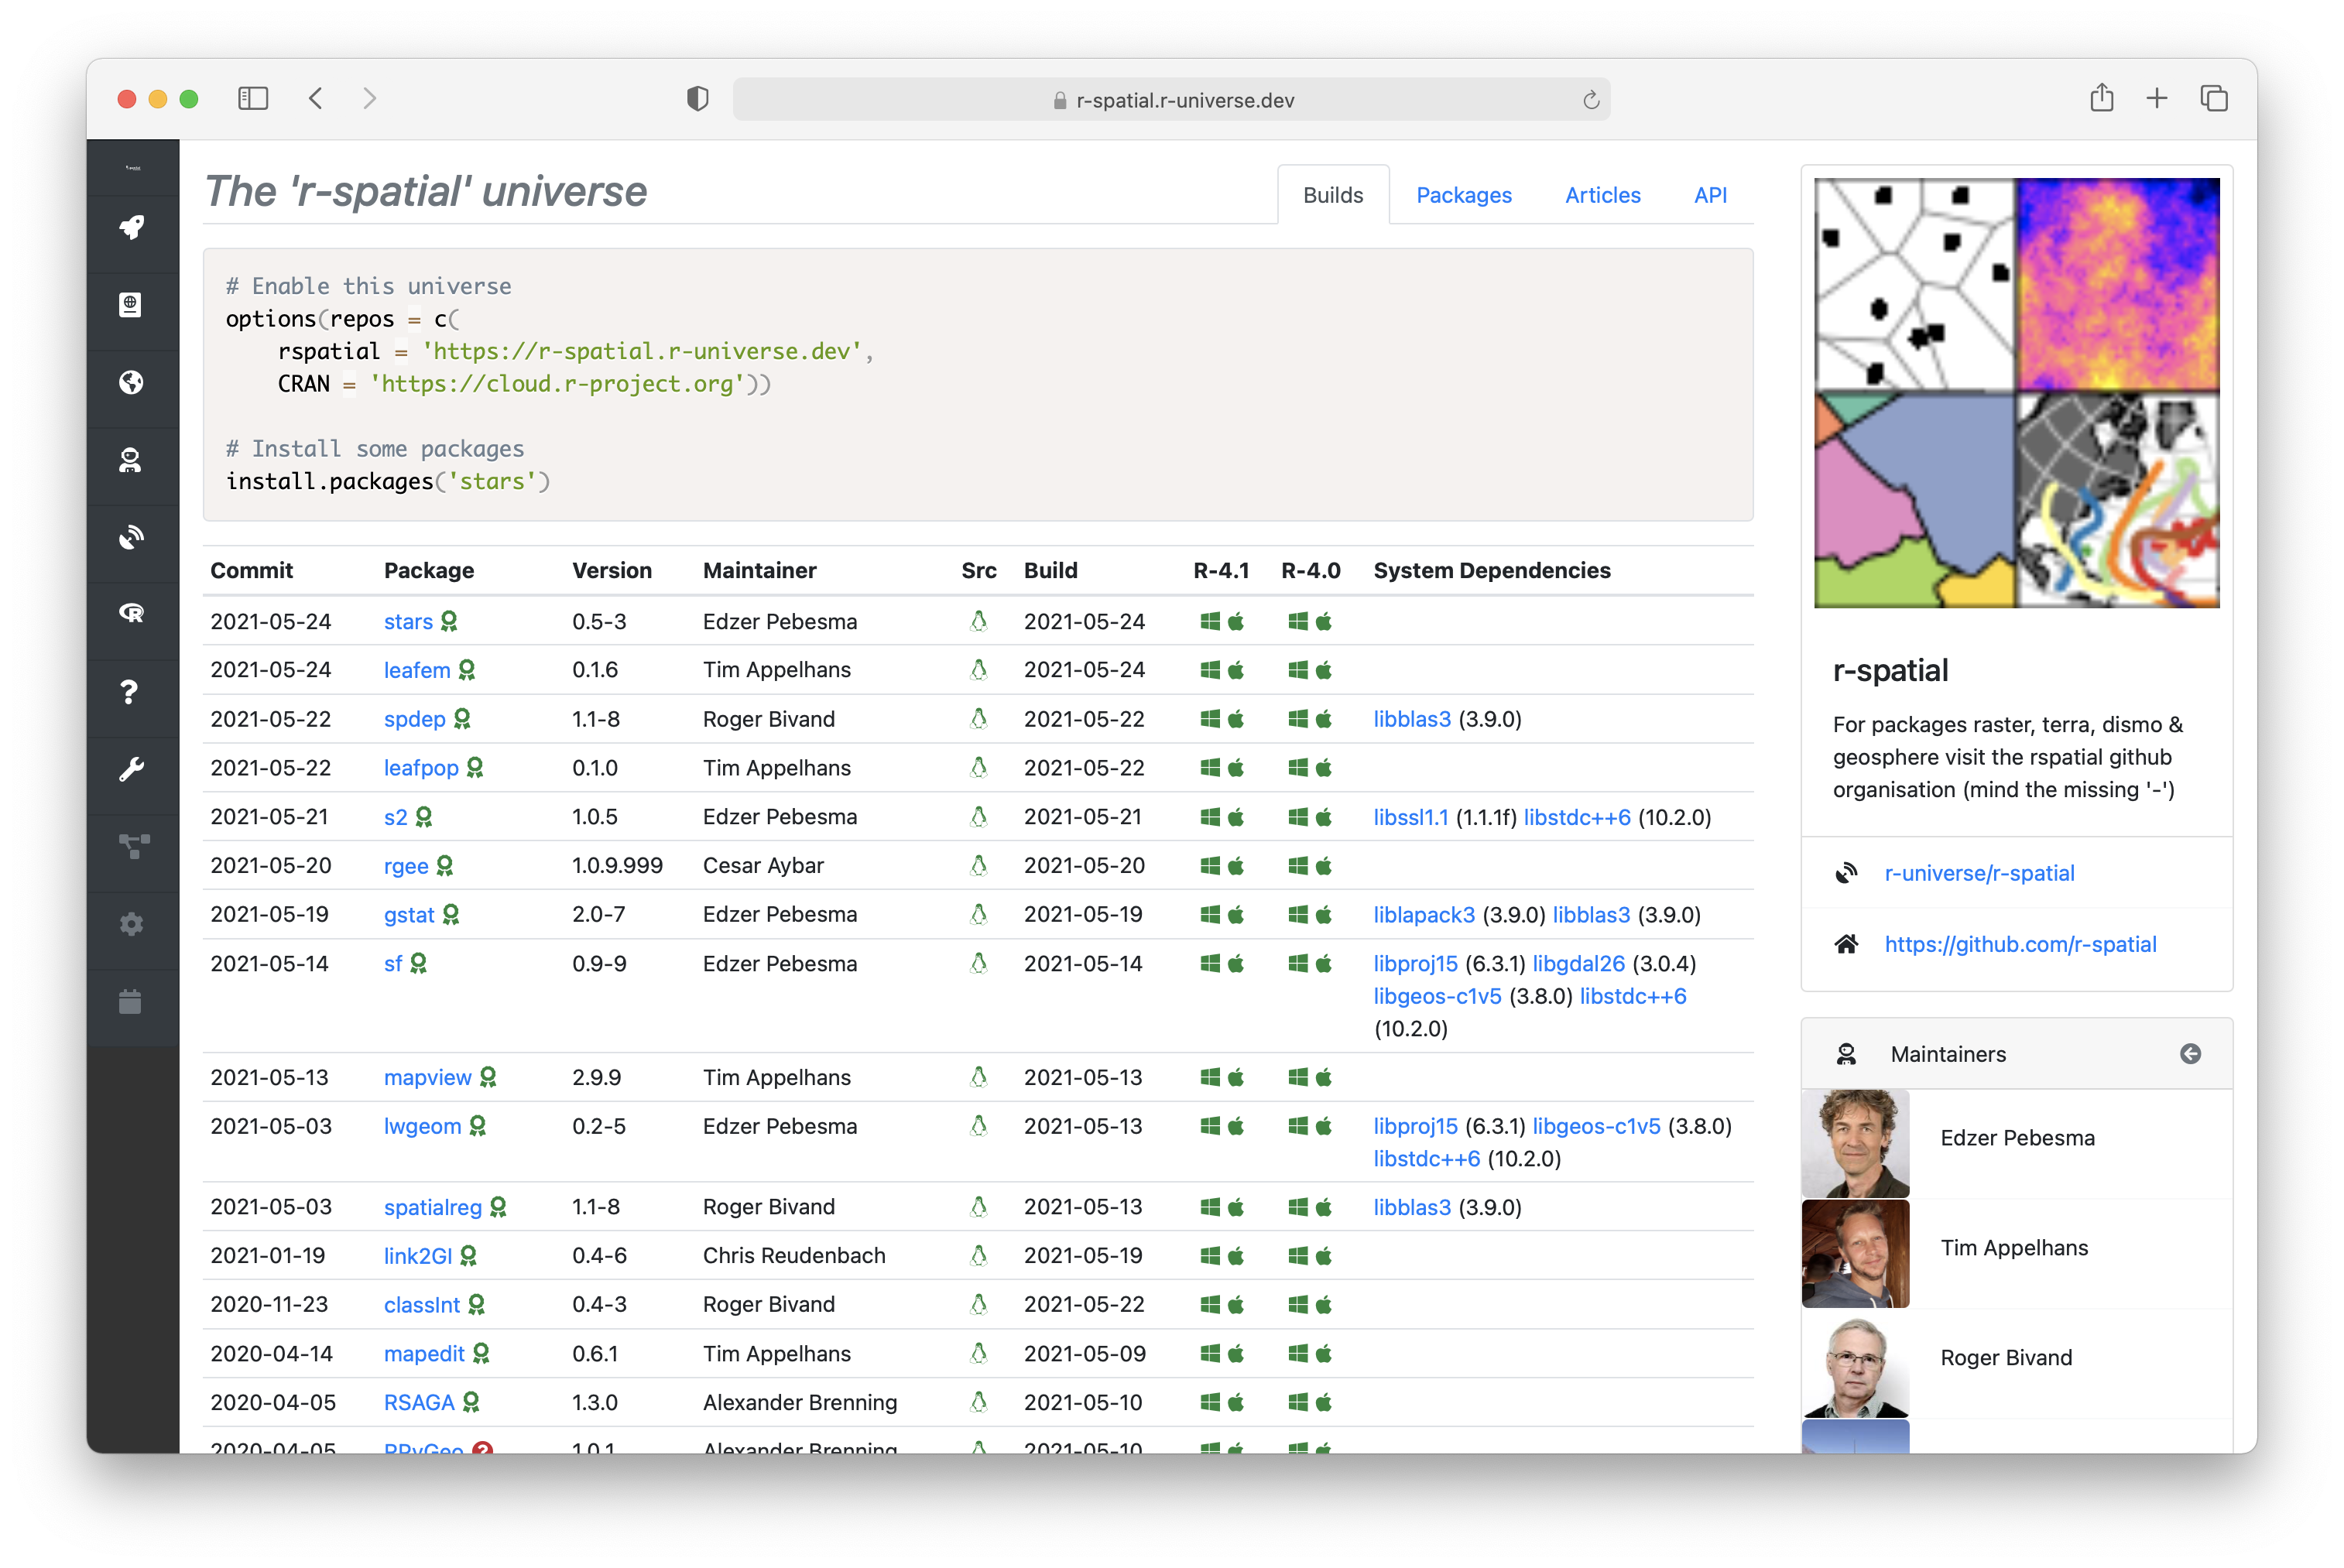 r-spatial.r-universe.dev
The 'r-spatial' universe
Builds Packages Articles API
# Enable this universe
options(repos = c(
rspatial = 'https://r-spatial.r-universe.dev',
CRAN = 'https://cloud.r-project.org'))
# Install some packages
install.packages('stars')
Commit Package Version Maintainer Src Build R-4.1 R-4.0 System Dependencies
2021-05-24 stars 0.5-3 Edzer Pebesma 2021-05-24
2021-05-24 leafem 0.1.6 Tim Appelhans 2021-05-24
2021-05-22 spdep 1.1-8 Roger Bivand 2021-05-22 libblas3 (3.9.0)
2021-05-22 leafpop 0.1.0 Tim Appelhans 2021-05-22
2021-05-21 s2 1.0.5 Edzer Pebesma 2021-05-21 libssl1.1 (1.1.1f) libstdc++6 (10.2.0)
2021-05-20 rgee 1.0.9.999 Cesar Aybar 2021-05-20
2021-05-19 gstat 2.0-7 Edzer Pebesma 2021-05-19 liblapack3 (3.9.0) libblas3 (3.9.0)
2021-05-14 sf 0.9-9 Edzer Pebesma 2021-05-14 libproj15 (6.3.1) libgdal26 (3.0.4)
libgeos-c1v5 (3.8.0) libstdc++6
(10.2.0)
2021-05-13 mapview 2.9.9 Tim Appelhans 2021-05-13
2021-05-03 lwgeom 0.2-5 Edzer Pebesma 2021-05-13 libproj15 (6.3.1) libgeos-c1v5 (3.8.0)
libstdc++6 (10.2.0)
2021-05-03 spatialreg 1.1-8 Roger Bivand 2021-05-13 libblas3 (3.9.0)
2021-01-19 link2GI 0.4-6 Chris Reudenbach 2021-05-19
2020-11-23 classInt 0.4-3 Roger Bivand 2021-05-22
2020-04-14 mapedit 0.6.1 Tim Appelhans 2021-05-09
2020-04-05 RSAGA 1.3.0 Alexander Brenning 2021-05-10
2020-04-05 RPyGeo 1.0.1 Alexander Brenning 2021-05-10
r-spatial
For packages raster, terra, dismo &
geosphere visit the rspatial github
organisation (mind the missing '-')
r-universe/r-spatial
https://github.com/r-spatial
Maintainers
Edzer Pebesma
Tim Appelhans
Roger Bivand